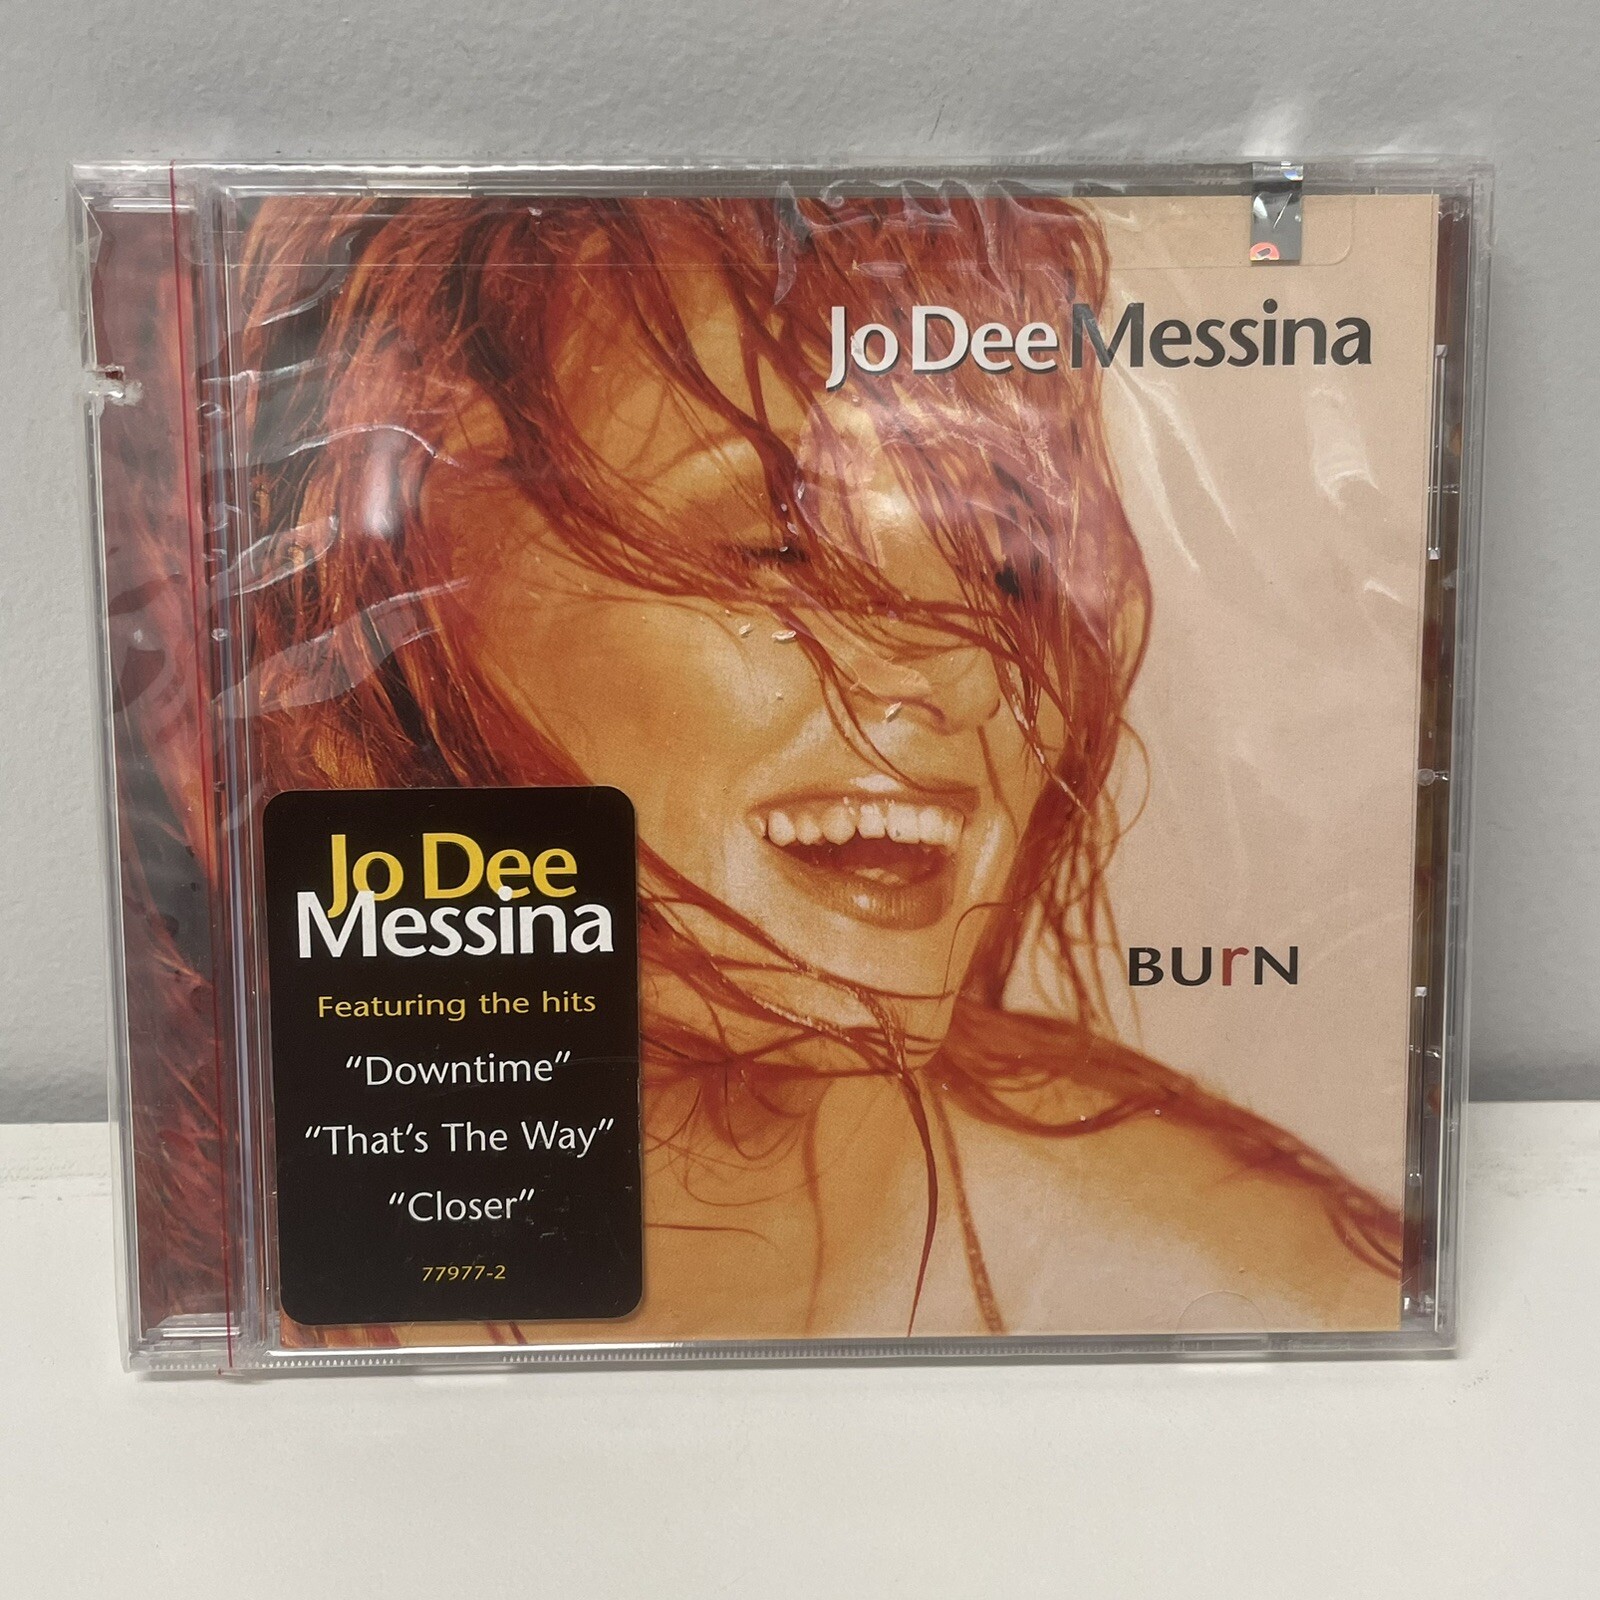 Jo Dee Messina
BUrN
Jo Dee
Messina
Featuring the hits
“Downtime”
“That’s The Way”
“Closer”
77977-2